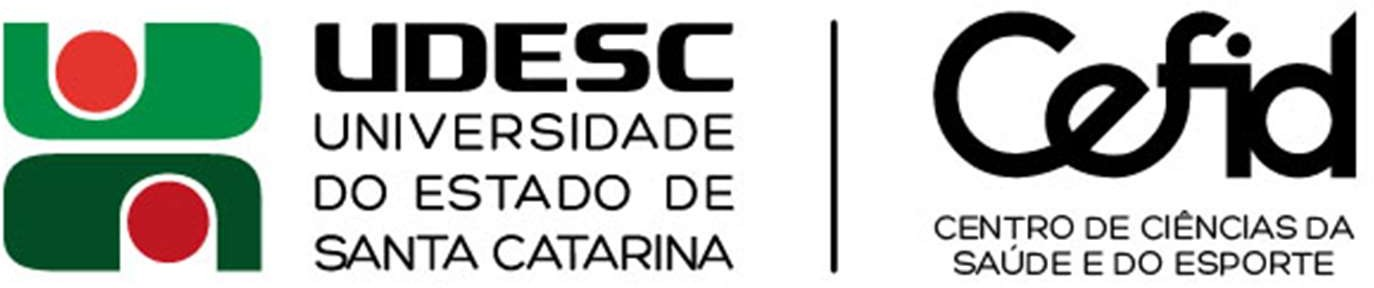 UDESC
UNIVERSIDADE
DO ESTADO DE
SANTA CATARINA
Cefid
CENTRO DE CIÊNCIAS DA
SAÚDE E DO ESPORTE